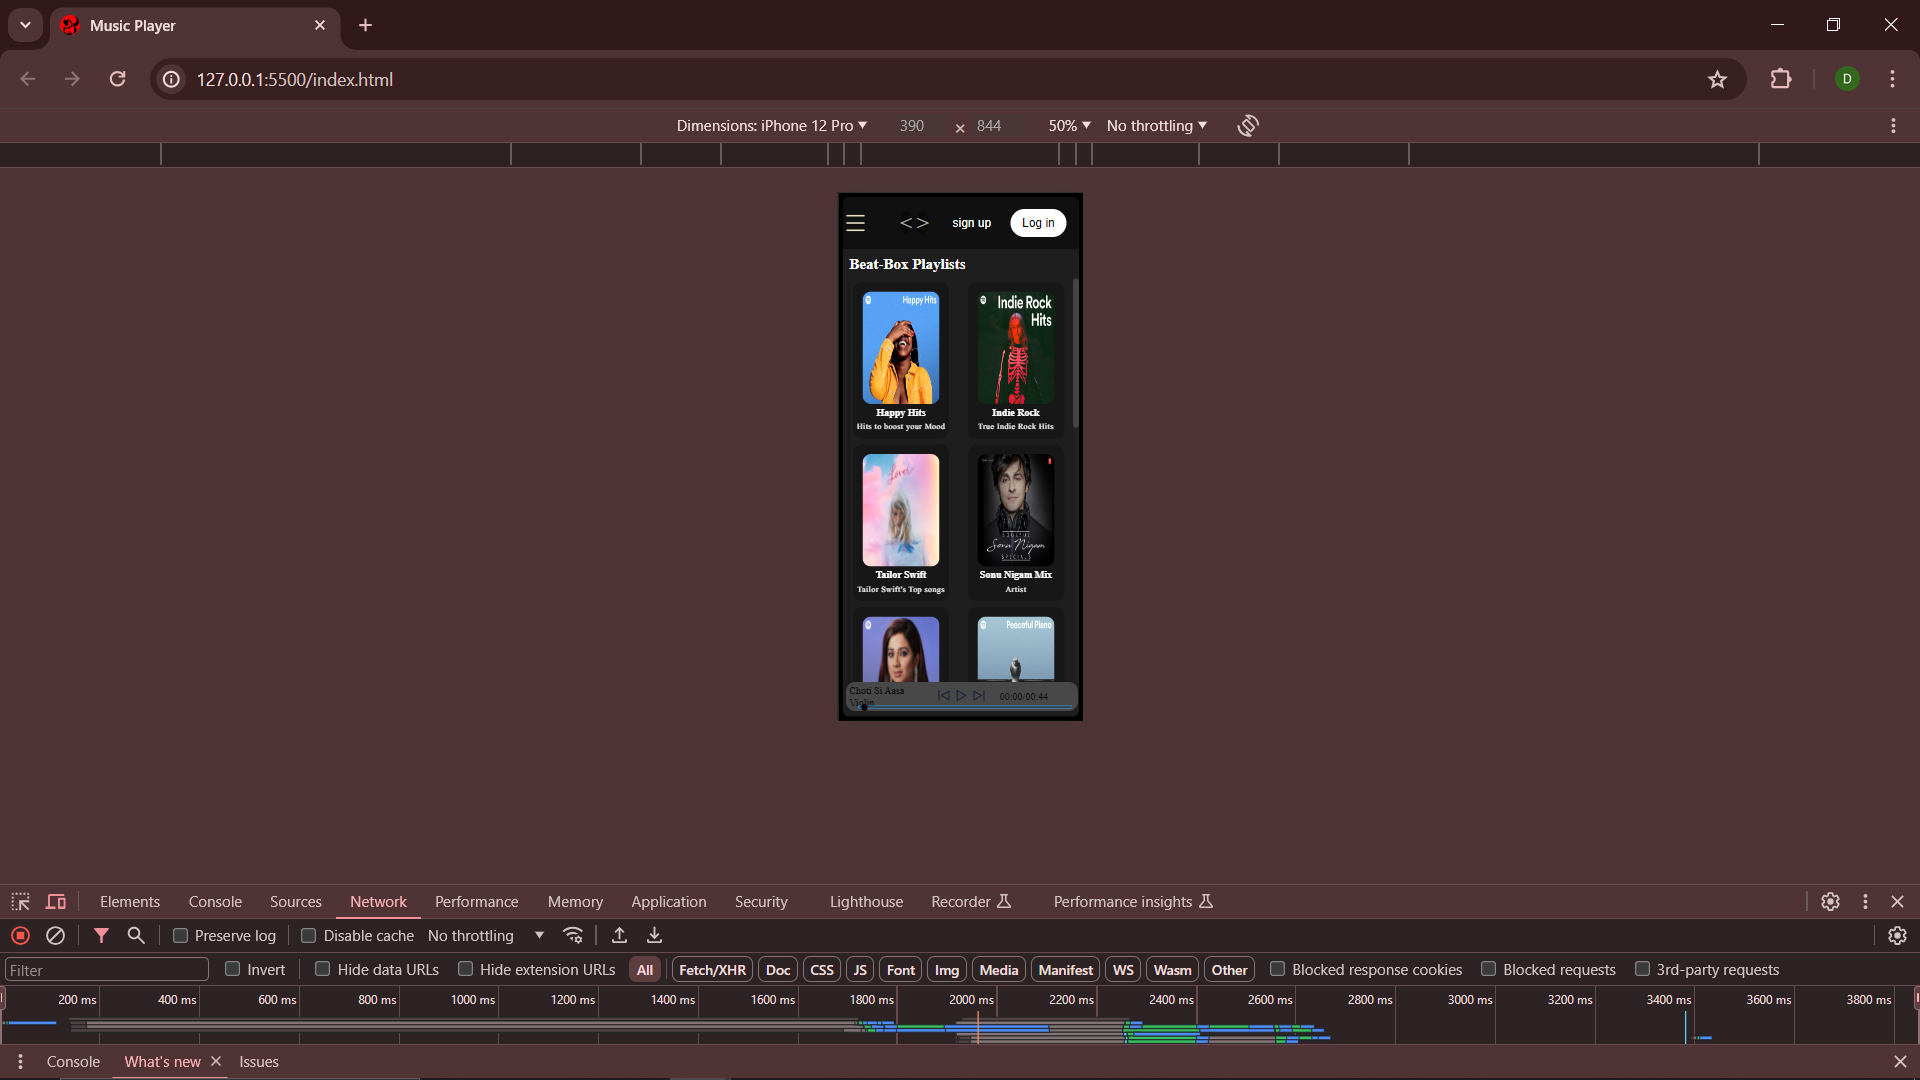 Music Player
127.0.0.1:5500/index.html
D
Dimensions: iPhone 12 Pro 390 × 844 50% No throttling
< > sign up Log in
Beat-Box Playlists
Happy Hits
Indie Rock
Hits
Happy Hits
Indie Rock
Hits to boost your Mood
True Indie Rock Hits
Lover
Sonu Nigam
SPECIALS
Tailor Swift
Sonu Nigam Mix
Tailor Swift's Top songs
Artist
Peaceful Piano
Choti Si Aasa
Violin
00:00/00:44
Elements Console Sources Network Performance Memory Application Security Lighthouse Recorder Performance insights
Preserve log Disable cache No throttling
Filter Invert Hide data URLs Hide extension URLs All Fetch/XHR Doc CSS JS Font Img Media Manifest WS Wasm Other Blocked response cookies Blocked requests 3rd-party requests
200 ms 400 ms 600 ms 800 ms 1000 ms 1200 ms 1400 ms 1600 ms 1800 ms 2000 ms 2200 ms 2400 ms 2600 ms 2800 ms 3000 ms 3200 ms 3400 ms 3600 ms 3800 ms
Console What's new Issues